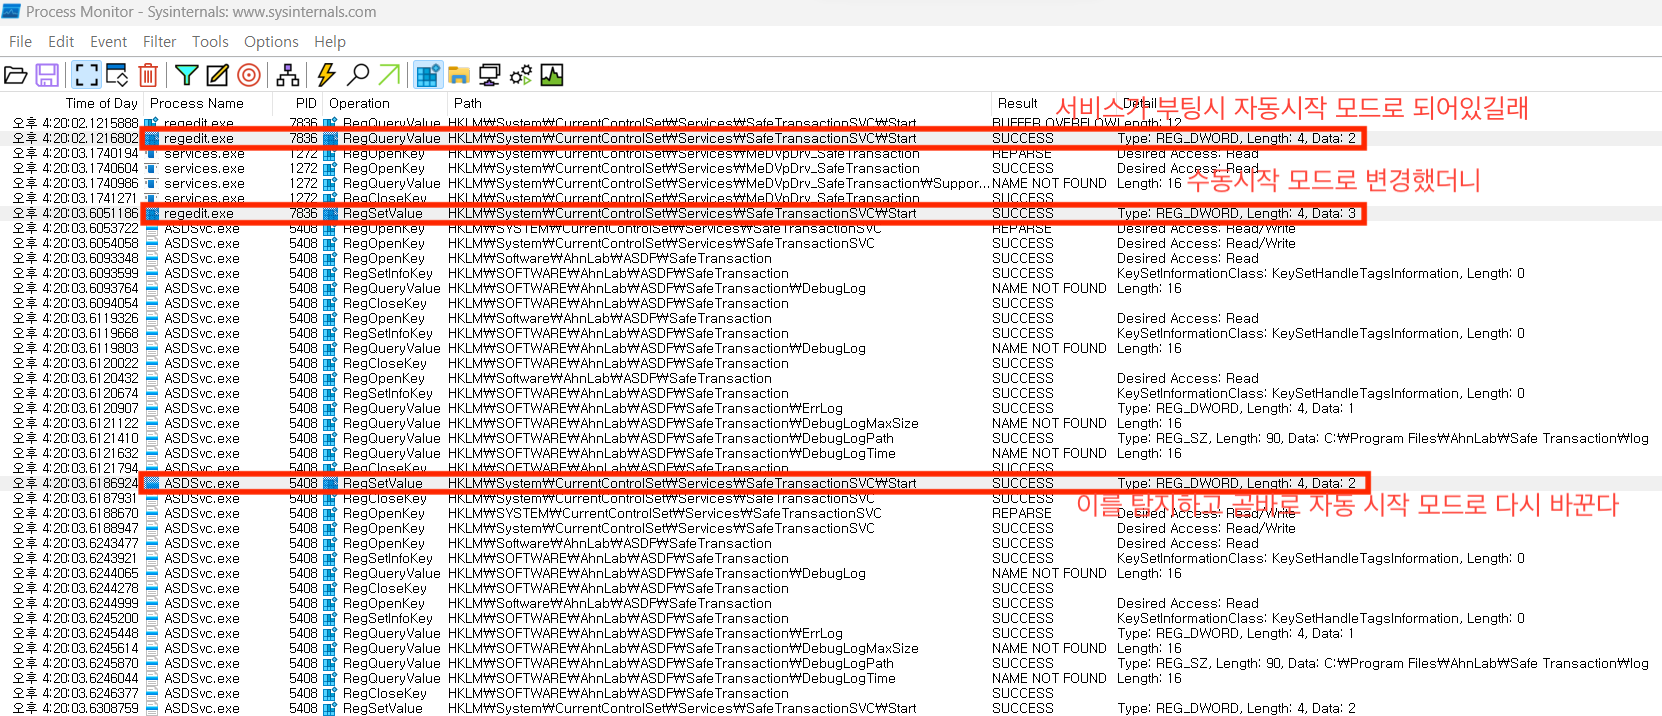 Process Monitor - Sysinternals: www.sysinternals.com
File Edit Event Filter Tools Options Help
Time of Day Process Name PID Operation Path Result Detail
서비스가 부팅시 자동시작 모드로 되어있길래
오후 4:20:02.1215888 regedit.exe 7836 RegQueryValue HKLM₩System₩CurrentControlSet₩Services₩SafeTransactionSVC₩Start BUFFER OVERFLOW Length: 12
오후 4:20:02.1216802 regedit.exe 7836 RegQueryValue HKLM₩System₩CurrentControlSet₩Services₩SafeTransactionSVC₩Start SUCCESS Type: REG_DWORD, Length: 4, Data: 2
오후 4:20:03.1740194 services.exe 1272 RegOpenKey HKLM₩System₩CurrentControlSet₩Services₩MeDVpDrv_SafeTransaction REPARSE Desired Access: Read
오후 4:20:03.1740604 services.exe 1272 RegOpenKey HKLM₩System₩CurrentControlSet₩Services₩MeDVpDrv_SafeTransaction SUCCESS Desired Access: Read
오후 4:20:03.1740986 services.exe 1272 RegQueryValue HKLM₩System₩CurrentControlSet₩Services₩MeDVpDrv_SafeTransaction₩Suppor... NAME NOT FOUND Length: 16
수동시작 모드로 변경했더니
오후 4:20:03.1741271 services.exe 1272 RegCloseKey HKLM₩System₩CurrentControlSet₩Services₩MeDVpDrv_SafeTransaction SUCCESS
오후 4:20:03.6051186 regedit.exe 7836 RegSetValue HKLM₩System₩CurrentControlSet₩Services₩SafeTransactionSVC₩Start SUCCESS Type: REG_DWORD, Length: 4, Data: 3
오후 4:20:03.6053722 ASDSvc.exe 5408 RegOpenKey HKLM₩SYSTEM₩CurrentControlSet₩Services₩SafeTransactionSVC REPARSE Desired Access: Read/Write
오후 4:20:03.6054058 ASDSvc.exe 5408 RegOpenKey HKLM₩System₩CurrentControlSet₩Services₩SafeTransactionSVC SUCCESS Desired Access: Read/Write
오후 4:20:03.6093348 ASDSvc.exe 5408 RegOpenKey HKLM₩Software₩AhnLab₩ASDF₩SafeTransaction SUCCESS Desired Access: Read
오후 4:20:03.6093599 ASDSvc.exe 5408 RegSetInfoKey HKLM₩SOFTWARE₩AhnLab₩ASDF₩SafeTransaction SUCCESS KeySetInformationClass: KeySetHandleTagsInformation, Length: 0
오후 4:20:03.6093764 ASDSvc.exe 5408 RegQueryValue HKLM₩SOFTWARE₩AhnLab₩ASDF₩SafeTransaction₩DebugLog NAME NOT FOUND Length: 16
오후 4:20:03.6094054 ASDSvc.exe 5408 RegCloseKey HKLM₩SOFTWARE₩AhnLab₩ASDF₩SafeTransaction SUCCESS
오후 4:20:03.6119326 ASDSvc.exe 5408 RegOpenKey HKLM₩Software₩AhnLab₩ASDF₩SafeTransaction SUCCESS Desired Access: Read
오후 4:20:03.6119668 ASDSvc.exe 5408 RegSetInfoKey HKLM₩SOFTWARE₩AhnLab₩ASDF₩SafeTransaction SUCCESS KeySetInformationClass: KeySetHandleTagsInformation, Length: 0
오후 4:20:03.6119803 ASDSvc.exe 5408 RegQueryValue HKLM₩SOFTWARE₩AhnLab₩ASDF₩SafeTransaction₩DebugLog NAME NOT FOUND Length: 16
오후 4:20:03.6120022 ASDSvc.exe 5408 RegCloseKey HKLM₩SOFTWARE₩AhnLab₩ASDF₩SafeTransaction SUCCESS
오후 4:20:03.6120432 ASDSvc.exe 5408 RegOpenKey HKLM₩Software₩AhnLab₩ASDF₩SafeTransaction SUCCESS Desired Access: Read
오후 4:20:03.6120674 ASDSvc.exe 5408 RegSetInfoKey HKLM₩SOFTWARE₩AhnLab₩ASDF₩SafeTransaction SUCCESS KeySetInformationClass: KeySetHandleTagsInformation, Length: 0
오후 4:20:03.6120907 ASDSvc.exe 5408 RegQueryValue HKLM₩SOFTWARE₩AhnLab₩ASDF₩SafeTransaction₩ErrLog SUCCESS Type: REG_DWORD, Length: 4, Data: 1
오후 4:20:03.6121122 ASDSvc.exe 5408 RegQueryValue HKLM₩SOFTWARE₩AhnLab₩ASDF₩SafeTransaction₩DebugLogMaxSize NAME NOT FOUND Length: 16
오후 4:20:03.6121410 ASDSvc.exe 5408 RegQueryValue HKLM₩SOFTWARE₩AhnLab₩ASDF₩SafeTransaction₩DebugLogPath SUCCESS Type: REG_SZ, Length: 90, Data: C:₩Program Files₩AhnLab₩Safe Transaction₩log
오후 4:20:03.6121632 ASDSvc.exe 5408 RegQueryValue HKLM₩SOFTWARE₩AhnLab₩ASDF₩SafeTransaction₩DebugLogTime NAME NOT FOUND Length: 16
오후 4:20:03.6121794 ASDSvc.exe 5408 RegCloseKey HKLM₩SOFTWARE₩AhnLab₩ASDF₩SafeTransaction SUCCESS
오후 4:20:03.6186924 ASDSvc.exe 5408 RegSetValue HKLM₩System₩CurrentControlSet₩Services₩SafeTransactionSVC₩Start SUCCESS Type: REG_DWORD, Length: 4, Data: 2
오후 4:20:03.6187931 ASDSvc.exe 5408 RegCloseKey HKLM₩System₩CurrentControlSet₩Services₩SafeTransactionSVC SUCCESS
이를 탐지하고 곧바로 자동 시작 모드로 다시 바꾼다
오후 4:20:03.6188670 ASDSvc.exe 5408 RegOpenKey HKLM₩SYSTEM₩CurrentControlSet₩Services₩SafeTransactionSVC REPARSE Desired Access: Read/Write
오후 4:20:03.6188947 ASDSvc.exe 5408 RegOpenKey HKLM₩System₩CurrentControlSet₩Services₩SafeTransactionSVC SUCCESS Desired Access: Read/Write
오후 4:20:03.6243477 ASDSvc.exe 5408 RegOpenKey HKLM₩Software₩AhnLab₩ASDF₩SafeTransaction SUCCESS Desired Access: Read
오후 4:20:03.6243921 ASDSvc.exe 5408 RegSetInfoKey HKLM₩SOFTWARE₩AhnLab₩ASDF₩SafeTransaction SUCCESS KeySetInformationClass: KeySetHandleTagsInformation, Length: 0
오후 4:20:03.6244065 ASDSvc.exe 5408 RegQueryValue HKLM₩SOFTWARE₩AhnLab₩ASDF₩SafeTransaction₩DebugLog NAME NOT FOUND Length: 16
오후 4:20:03.6244278 ASDSvc.exe 5408 RegCloseKey HKLM₩SOFTWARE₩AhnLab₩ASDF₩SafeTransaction SUCCESS
오후 4:20:03.6244999 ASDSvc.exe 5408 RegOpenKey HKLM₩Software₩AhnLab₩ASDF₩SafeTransaction SUCCESS Desired Access: Read
오후 4:20:03.6245200 ASDSvc.exe 5408 RegSetInfoKey HKLM₩SOFTWARE₩AhnLab₩ASDF₩SafeTransaction SUCCESS KeySetInformationClass: KeySetHandleTagsInformation, Length: 0
오후 4:20:03.6245448 ASDSvc.exe 5408 RegQueryValue HKLM₩SOFTWARE₩AhnLab₩ASDF₩SafeTransaction₩ErrLog SUCCESS Type: REG_DWORD, Length: 4, Data: 1
오후 4:20:03.6245614 ASDSvc.exe 5408 RegQueryValue HKLM₩SOFTWARE₩AhnLab₩ASDF₩SafeTransaction₩DebugLogMaxSize NAME NOT FOUND Length: 16
오후 4:20:03.6245870 ASDSvc.exe 5408 RegQueryValue HKLM₩SOFTWARE₩AhnLab₩ASDF₩SafeTransaction₩DebugLogPath SUCCESS Type: REG_SZ, Length: 90, Data: C:₩Program Files₩AhnLab₩Safe Transaction₩log
오후 4:20:03.6246044 ASDSvc.exe 5408 RegQueryValue HKLM₩SOFTWARE₩AhnLab₩ASDF₩SafeTransaction₩DebugLogTime NAME NOT FOUND Length: 16
오후 4:20:03.6246377 ASDSvc.exe 5408 RegCloseKey HKLM₩SOFTWARE₩AhnLab₩ASDF₩SafeTransaction SUCCESS
오후 4:20:03.6308759 ASDSvc.exe 5408 RegSetValue HKLM₩System₩CurrentControlSet₩Services₩SafeTransactionSVC₩Start SUCCESS Type: REG_DWORD, Length: 4, Data: 2